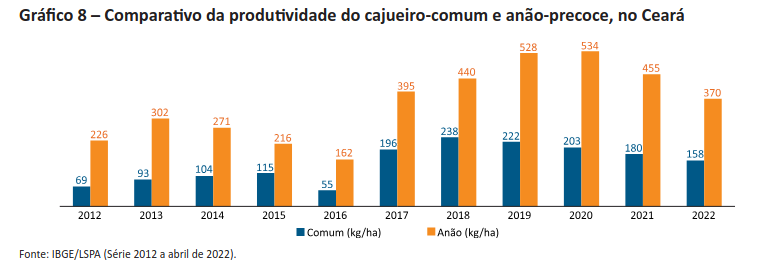 Gráfico 8 – Comparativo da produtividade do cajueiro-comum e anão-precoce, no Ceará
69 226 93 302 104 271 115 216 55 162 196 395 238 440 222 528 203 534 180 455 158 370
2012 2013 2014 2015 2016 2017 2018 2019 2020 2021 2022
Comum (kg/ha) Anão (kg/ha)
Fonte: IBGE/LSPA (Série 2012 a abril de 2022).